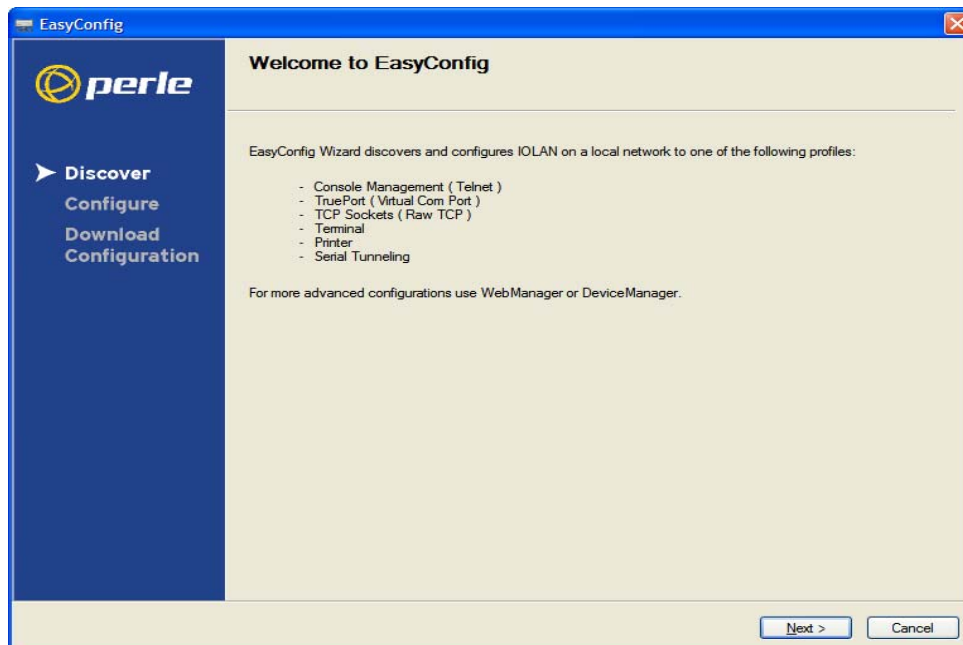 EasyConfig
perle
Discover
Configure
Download
Configuration
Welcome to EasyConfig
EasyConfig Wizard discovers and configures IOLAN on a local network to one of the following profiles:
- Console Management ( Telnet )
- TruePort ( Virtual Com Port )
- TCP Sockets ( Raw TCP )
- Terminal
- Printer
- Serial Tunneling
For more advanced configurations use WebManager or DeviceManager.
Next >
Cancel